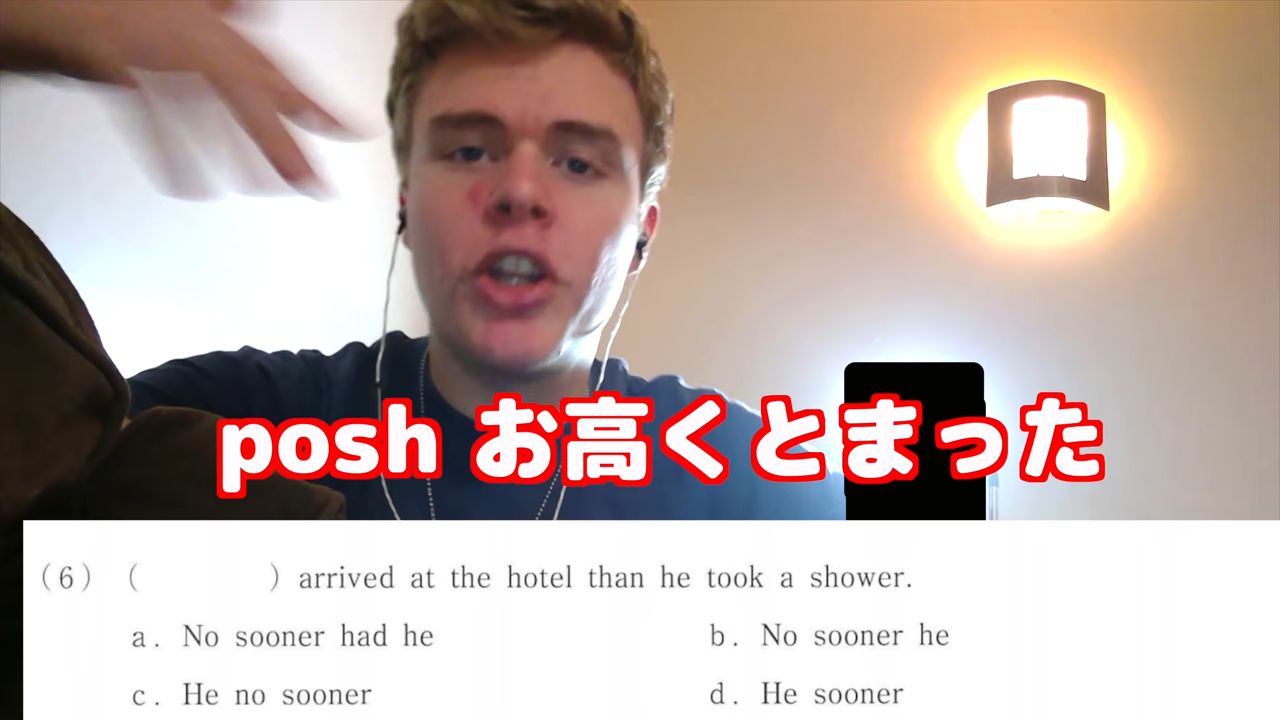 posh お高くとまった
(6) (          ) arrived at the hotel than he took a shower.
a. No sooner had he
b. No sooner he
c. He no sooner
d. He sooner